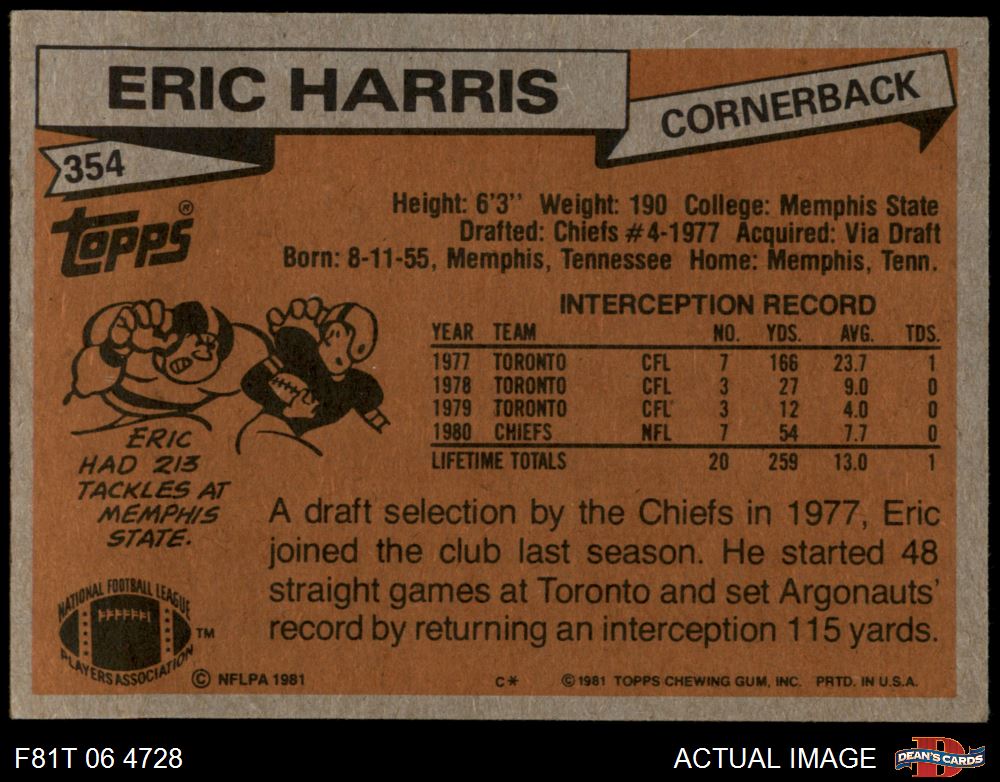 ERIC HARRIS
CORNERBACK
354
topps®
Height: 6'3" Weight: 190 College: Memphis State
Drafted: Chiefs #4-1977 Acquired: Via Draft
Born: 8-11-55, Memphis, Tennessee Home: Memphis, Tenn.
INTERCEPTION RECORD
YEAR TEAM NO. YDS. AVG. TDS.
1977 TORONTO CFL 7 166 23.7 1
1978 TORONTO CFL 3 27 9.0 0
1979 TORONTO CFL 3 12 4.0 0
1980 CHIEFS NFL 7 54 7.7 0
LIFETIME TOTALS 20 259 13.0 1
ERIC
HAD 213
TACKLES AT
MEMPHIS
STATE.
A draft selection by the Chiefs in 1977, Eric
joined the club last season. He started 48
straight games at Toronto and set Argonauts'
record by returning an interception 115 yards.
NATIONAL FOOTBALL LEAGUE
PLAYERS ASSOCIATION
TM
© NFLPA 1981
C*
© 1981 TOPPS CHEWING GUM, INC. PRTD. IN U.S.A.
F81T 06 4728
ACTUAL IMAGE
D
DEAN'S CARDS